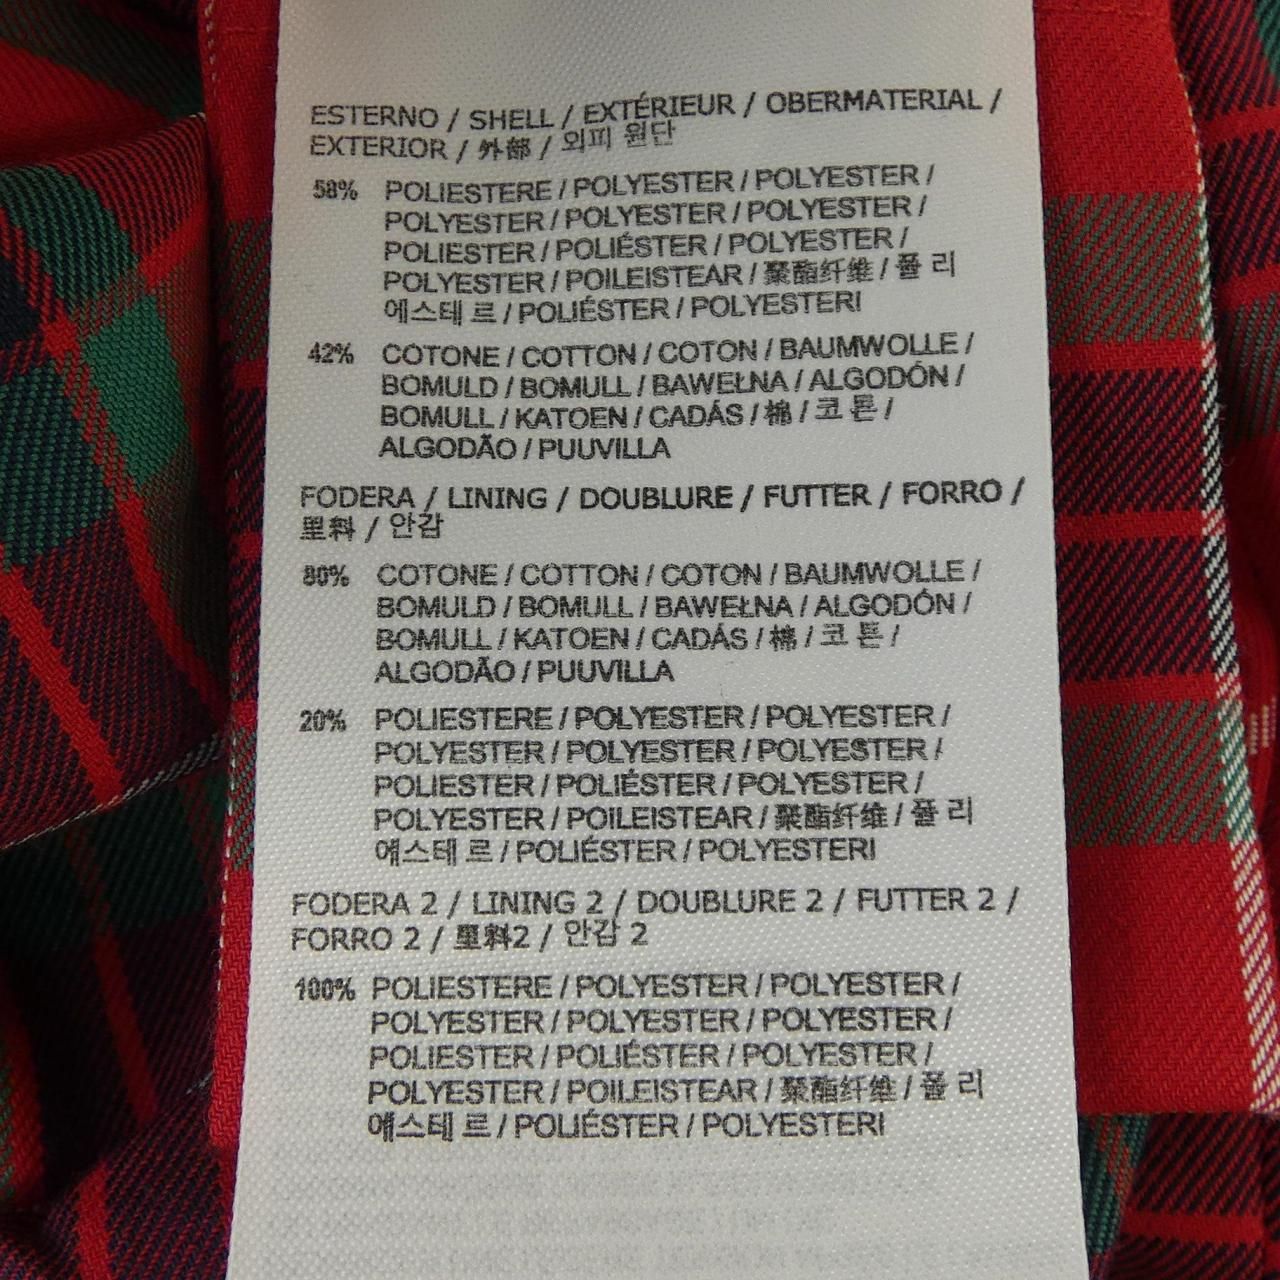 ESTERNO / SHELL / EXTÉRIEUR / OBERMATERIAL /
EXTERIOR / 外部 / 외피 원단
58% POLIESTERE / POLYESTER / POLYESTER /
POLYESTER / POLYESTER / POLYESTER /
POLIESTER / POLIÉSTER / POLYESTER /
POLYESTER / POILEISTEAR / 聚酯纤维 / 폴 리
에스테 르 / POLIÉSTER / POLYESTERI
42% COTONE / COTTON / COTON / BAUMWOLLE /
BOMULD / BOMULL / BAWEŁNA / ALGODÓN /
BOMULL / KATOEN / CADÁS / 棉 / 코 튼 /
ALGODÃO / PUUVILLA
FODERA / LINING / DOUBLURE / FUTTER / FORRO /
里料 / 안감
80% COTONE / COTTON / COTON / BAUMWOLLE /
BOMULD / BOMULL / BAWEŁNA / ALGODÓN /
BOMULL / KATOEN / CADÁS / 棉 / 코 튼 /
ALGODÃO / PUUVILLA
20% POLIESTERE / POLYESTER / POLYESTER /
POLYESTER / POLYESTER / POLYESTER /
POLIESTER / POLIÉSTER / POLYESTER /
POLYESTER / POILEISTEAR / 聚酯纤维 / 폴 리
에스테 르 / POLIÉSTER / POLYESTERI
FODERA 2 / LINING 2 / DOUBLURE 2 / FUTTER 2 /
FORRO 2 / 里料2 / 안감 2
100% POLIESTERE / POLYESTER / POLYESTER /
POLYESTER / POLYESTER / POLYESTER /
POLIESTER / POLIÉSTER / POLYESTER /
POLYESTER / POILEISTEAR / 聚酯纤维 / 폴 리
에스테 르 / POLIÉSTER / POLYESTERI